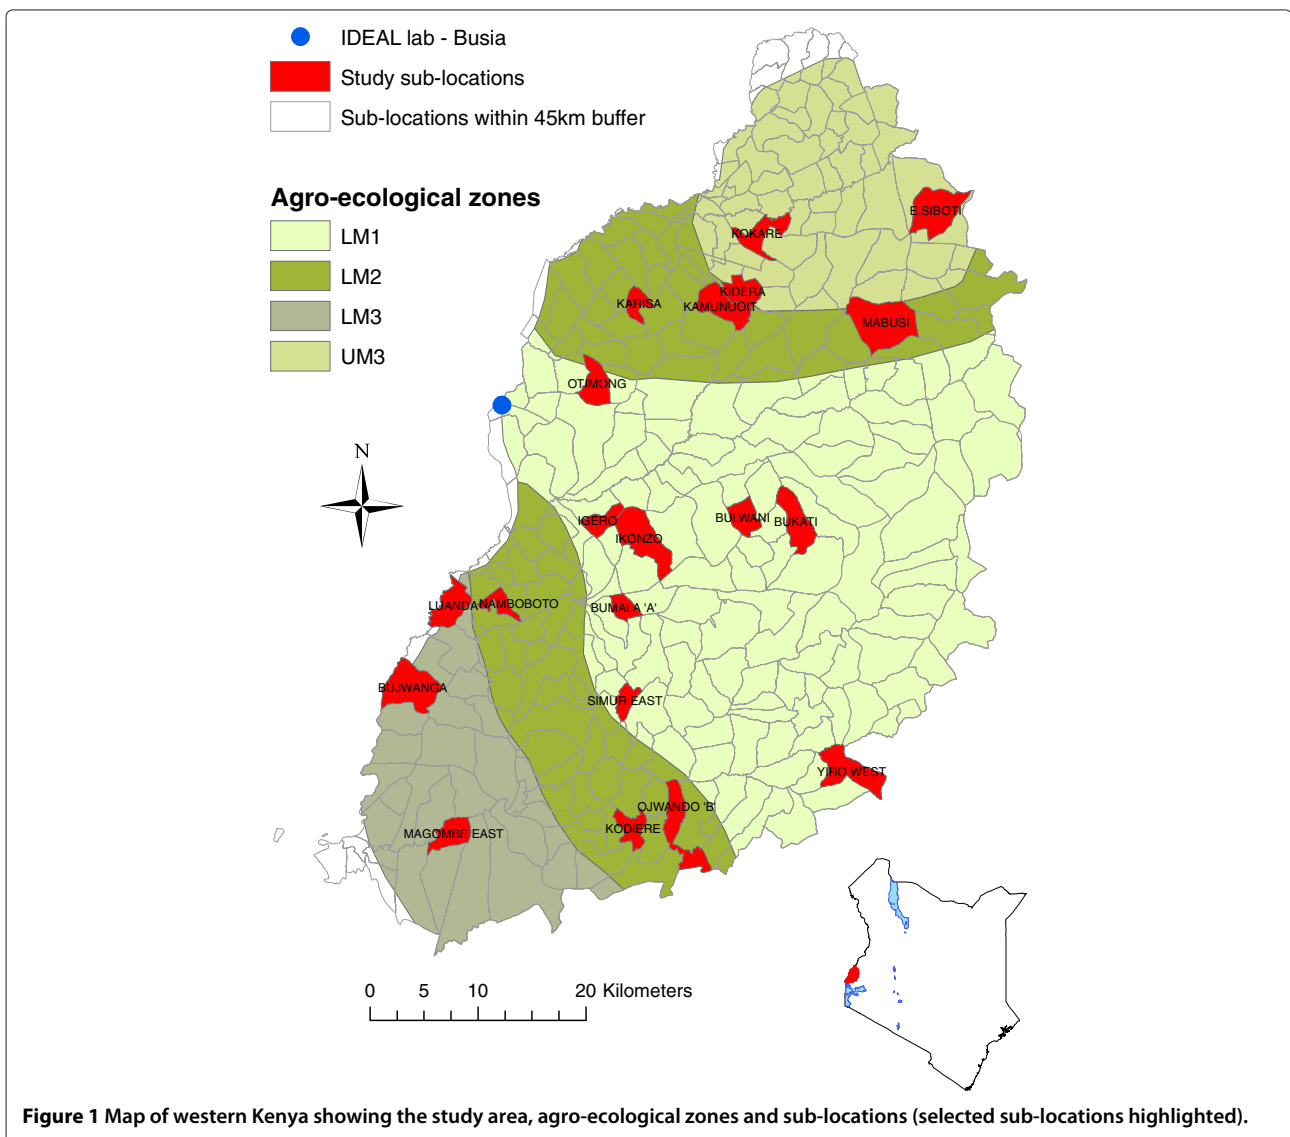 IDEAL lab - Busia
Study sub-locations
Sub-locations within 45km buffer
Agro-ecological zones
LM1
LM2
LM3
UM3
E.SIBOTI
KOKARE
KIDERA
KARISA
KAMUNUOIT
MABUSI
OTIMONG
N
IGERO
BULWANI
BUKATI
IKONZO
LUANDA
NAMBOBOTO
BUMALA 'A'
BUJWANGA
SIMUR EAST
YIRO WEST
OJWANDO 'B'
KODIERE
MAGOMBE EAST
0 5 10 20 Kilometers
Figure 1 Map of western Kenya showing the study area, agro-ecological zones and sub-locations (selected sub-locations highlighted).